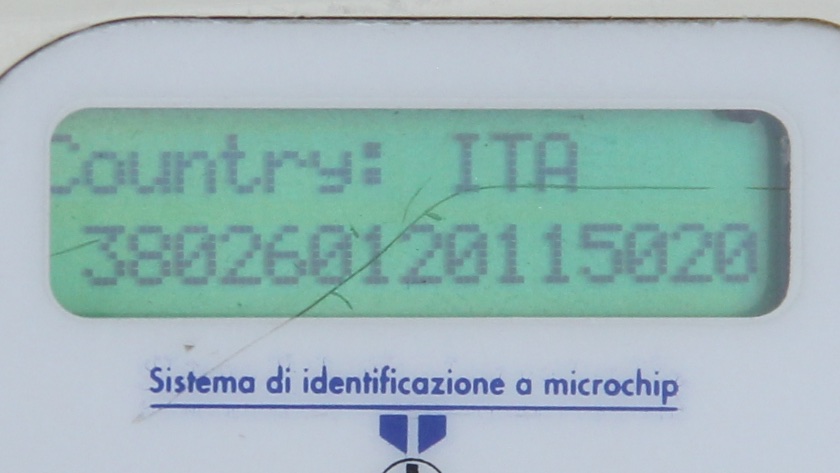 Country: ITA
380260120115020
Sistema di identificazione a microchip